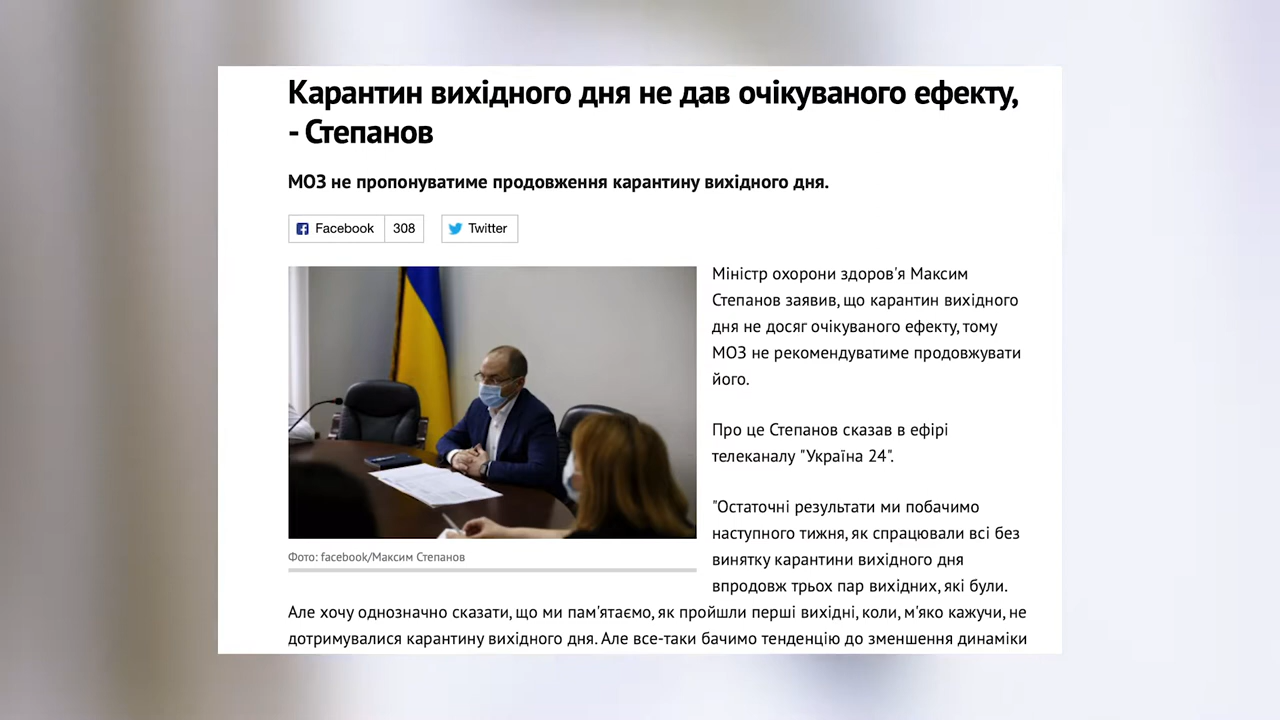 Карантин вихідного дня не дав очікуваного ефекту,
- Степанов
МОЗ не пропонуватиме продовження карантину вихідного дня.
Facebook 308 Twitter
Міністр охорони здоров'я Максим
Степанов заявив, що карантин вихідного
дня не досяг очікуваного ефекту, тому
МОЗ не рекомендуватиме продовжувати
його.
Про це Степанов сказав в ефірі
телеканалу "Україна 24".
"Остаточні результати ми побачимо
наступного тижня, як спрацювали всі без
винятку карантини вихідного дня
впродовж трьох пар вихідних, які були.
Фото: facebook/Максим Степанов
Але хочу однозначно сказати, що ми пам'ятаємо, як пройшли перші вихідні, коли, м'яко кажучи, не
дотримувалися карантину вихідного дня. Але все-таки бачимо тенденцію до зменшення динаміки